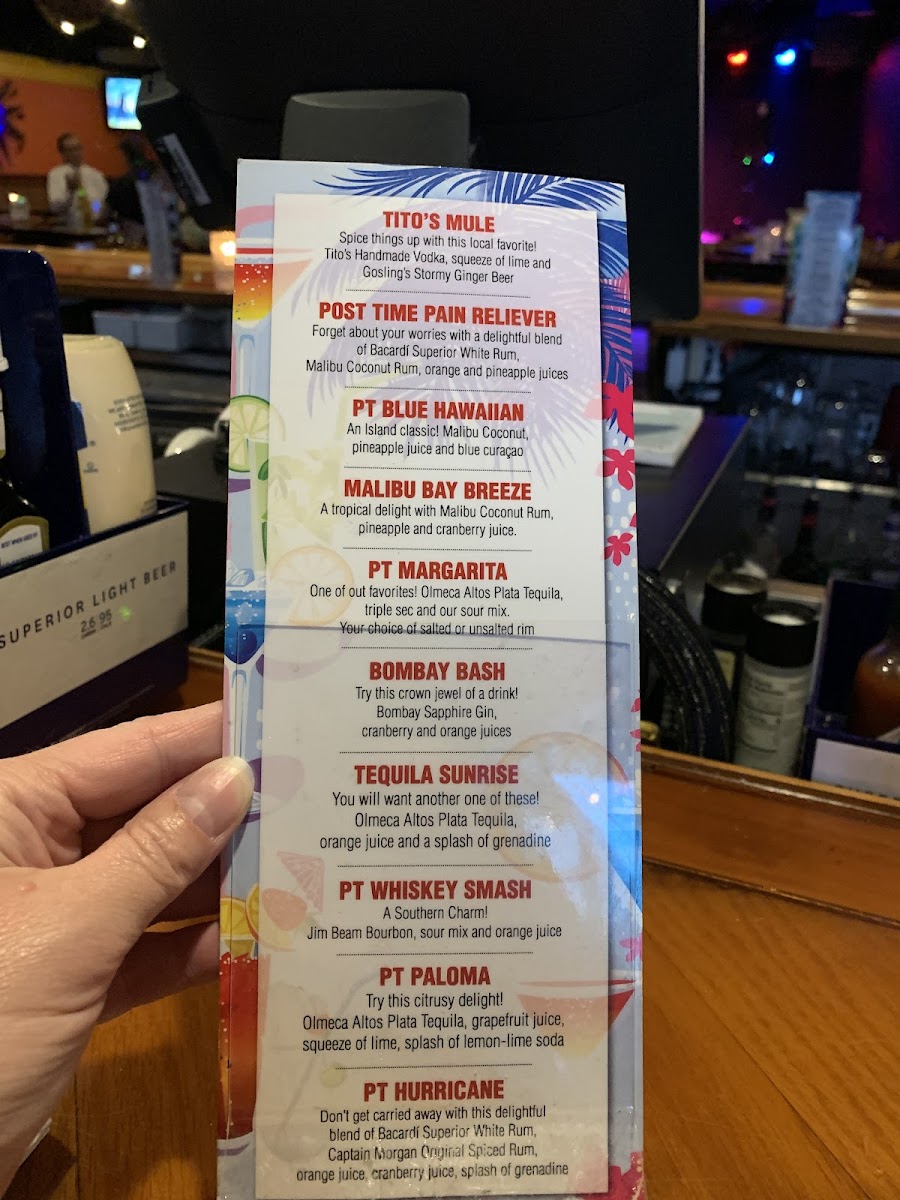 TITO'S MULE
Spice things up with this local favorite!
Tito's Handmade Vodka, squeeze of lime and
Gosling's Stormy Ginger Beer
POST TIME PAIN RELIEVER
Forget about your worries with a delightful blend
of Bacardí Superior White Rum,
Malibu Coconut Rum, orange and pineapple juices
PT BLUE HAWAIIAN
An Island classic! Malibu Coconut,
pineapple juice and blue curaçao
MALIBU BAY BREEZE
A tropical delight with Malibu Coconut Rum,
pineapple and cranberry juice.
PT MARGARITA
One of out favorites! Olmeca Altos Plata Tequila,
triple sec and our sour mix.
Your choice of salted or unsalted rim
BOMBAY BASH
Try this crown jewel of a drink!
Bombay Sapphire Gin,
cranberry and orange juices
TEQUILA SUNRISE
You will want another one of these!
Olmeca Altos Plata Tequila,
orange juice and a splash of grenadine
PT WHISKEY SMASH
A Southern Charm!
Jim Beam Bourbon, sour mix and orange juice
PT PALOMA
Try this citrusy delight!
Olmeca Altos Plata Tequila, grapefruit juice,
squeeze of lime, splash of lemon-lime soda
PT HURRICANE
Don't get carried away with this delightful
blend of Bacardí Superior White Rum,
Captain Morgan Original Spiced Rum,
orange juice, cranberry juice, splash of grenadine
SUPERIOR LIGHT BEER